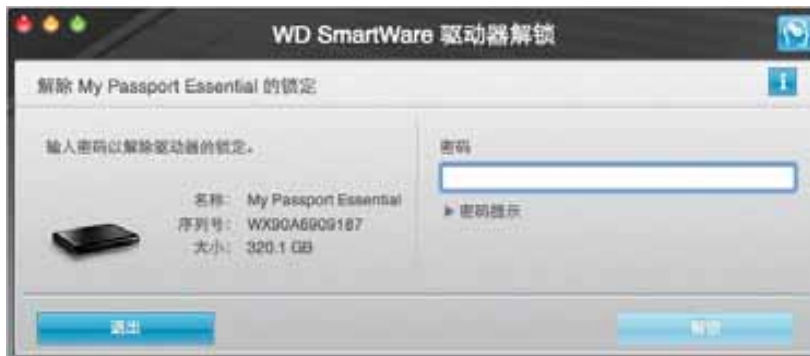 WD SmartWare 驱动器解锁
解除 My Passport Essential 的锁定
i
输入密码以解除驱动器的锁定。
名称: My Passport Essential
序列号: WX90A6909187
大小: 320.1 GB
密码
▶ 密码提示
退出
解锁